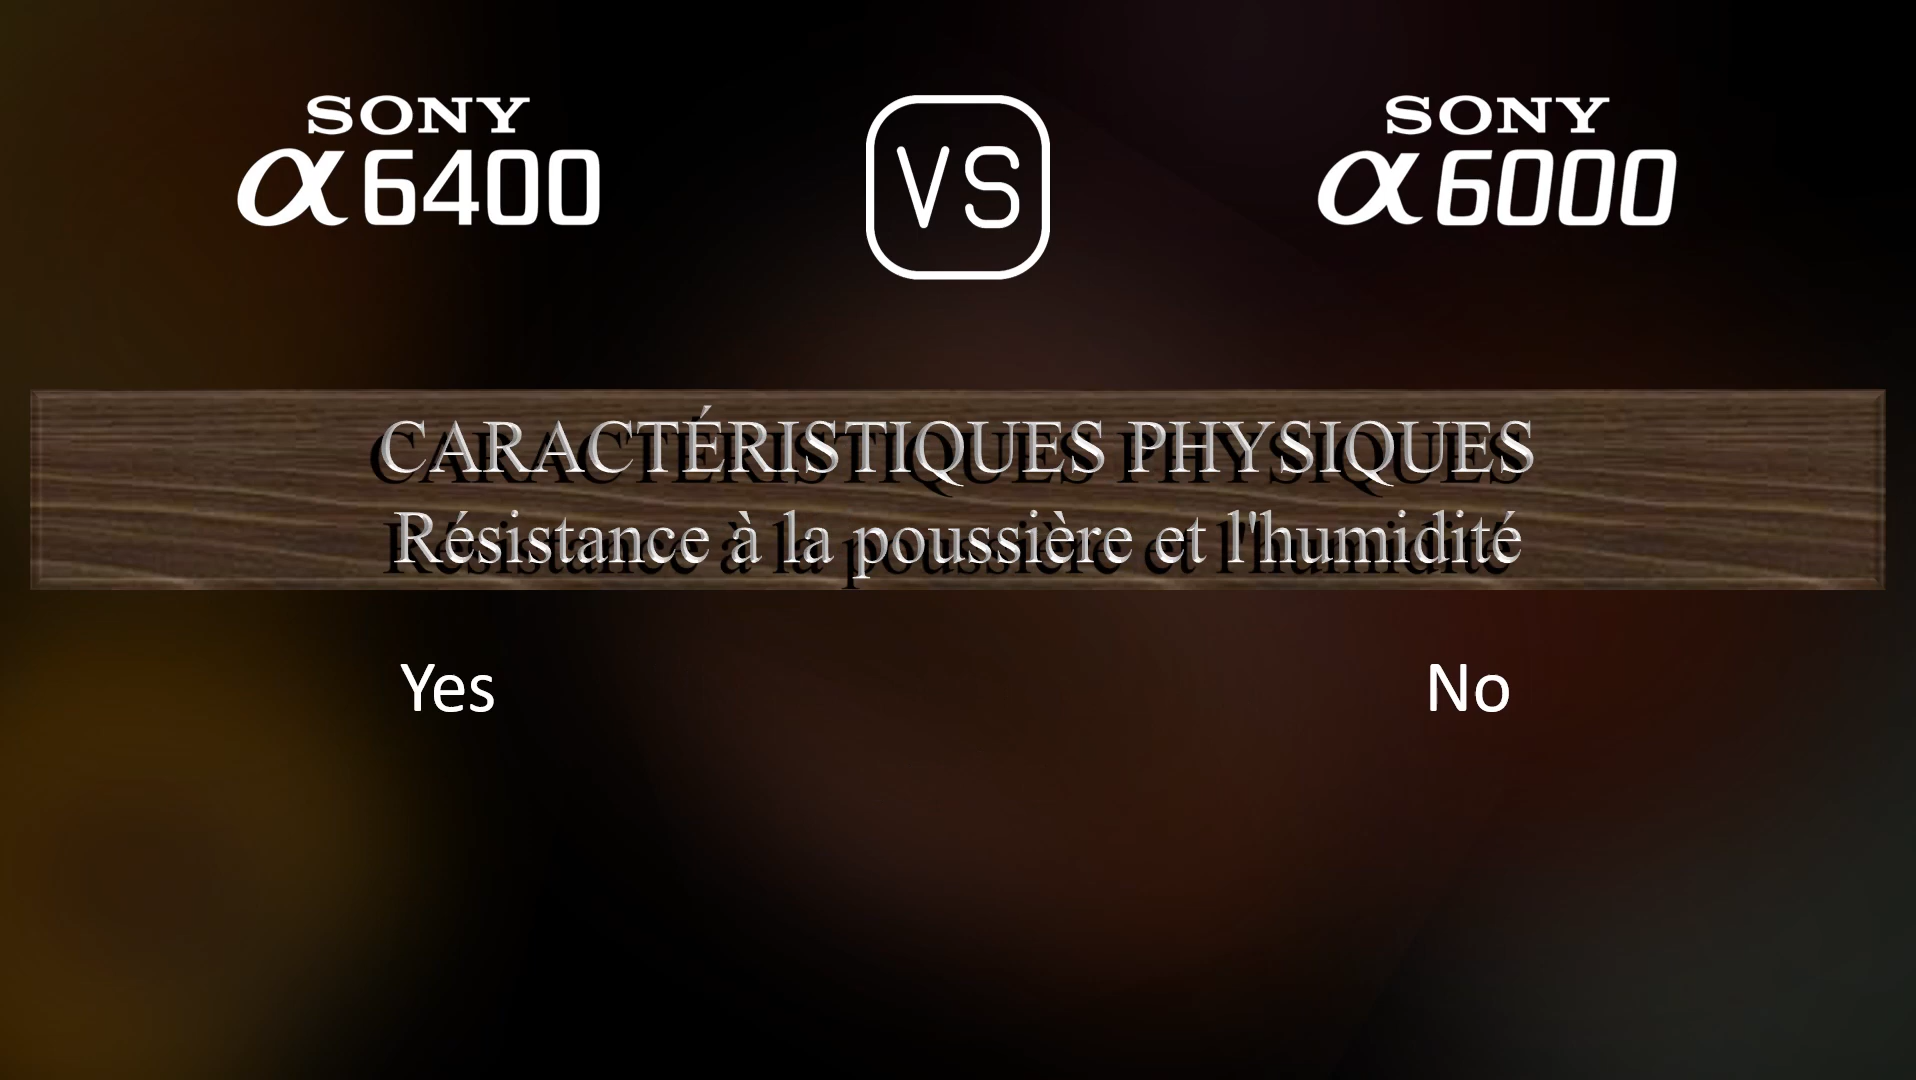 SONY
α6400
VS
SONY
α6000
CARACTÉRISTIQUES PHYSIQUES
Résistance à la poussière et l'humidité
Yes
No